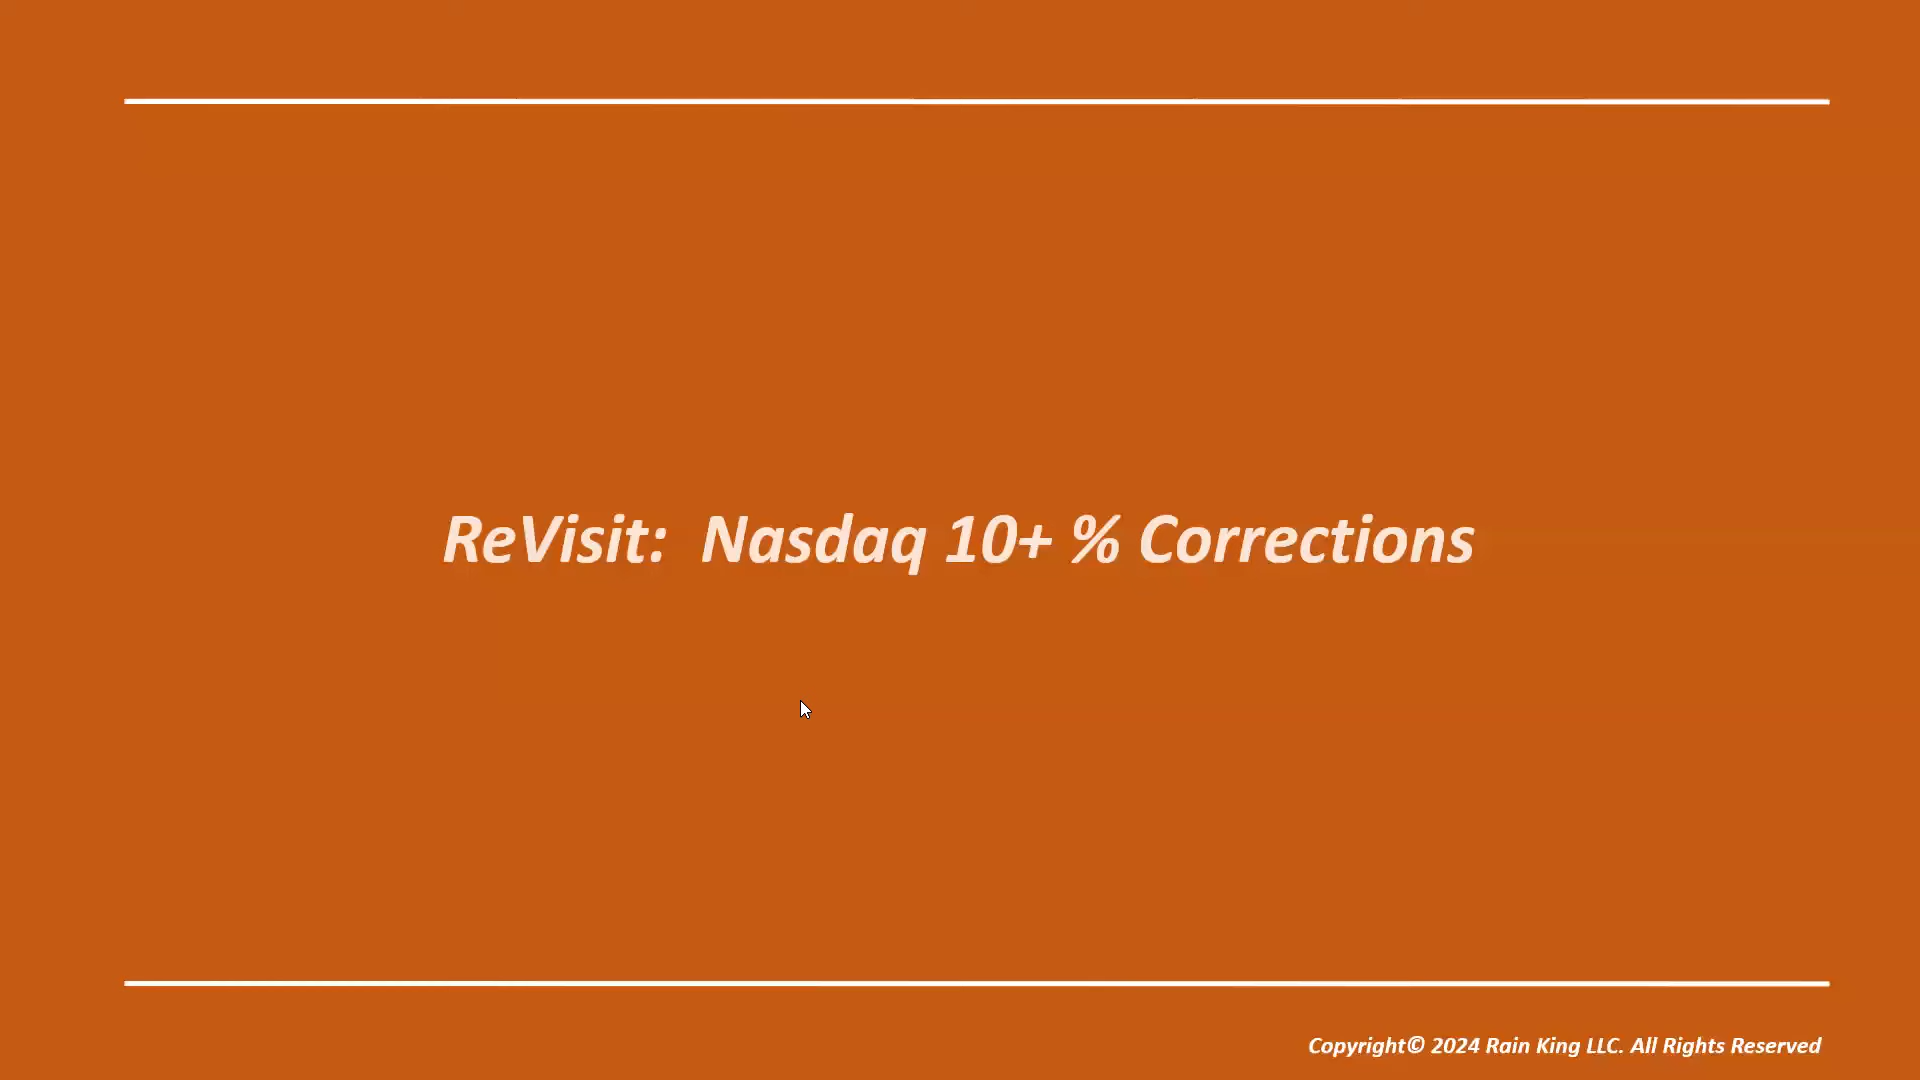 ReVisit:  Nasdaq 10+ % Corrections
Copyright© 2024 Rain King LLC. All Rights Reserved